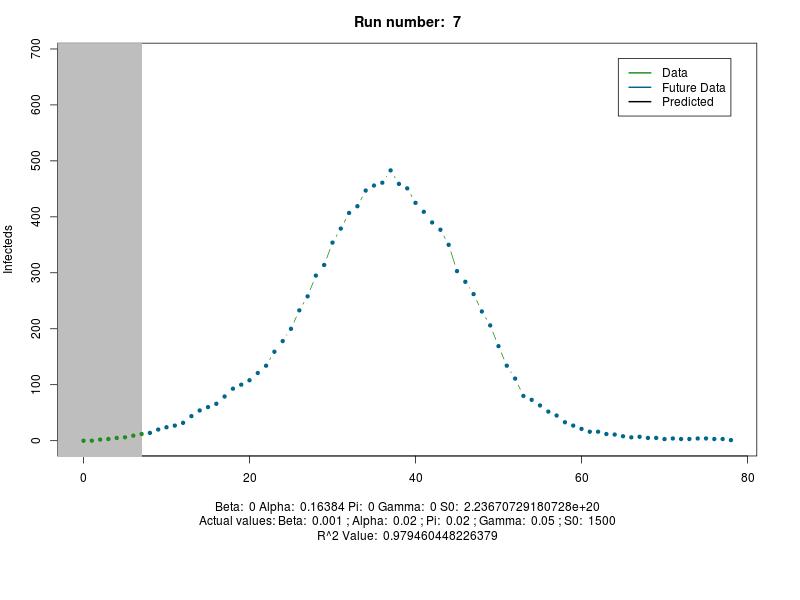 Run number: 7
700
600
500
400
300
200
100
0
Infecteds
Data
Future Data
Predicted
0 20 40 60 80
Beta: 0 Alpha: 0.16384 Pi: 0 Gamma: 0 S0: 2.23670729180728e+20
Actual values: Beta: 0.001 ; Alpha: 0.02 ; Pi: 0.02 ; Gamma: 0.05 ; S0: 1500
R^2 Value: 0.979460448226379